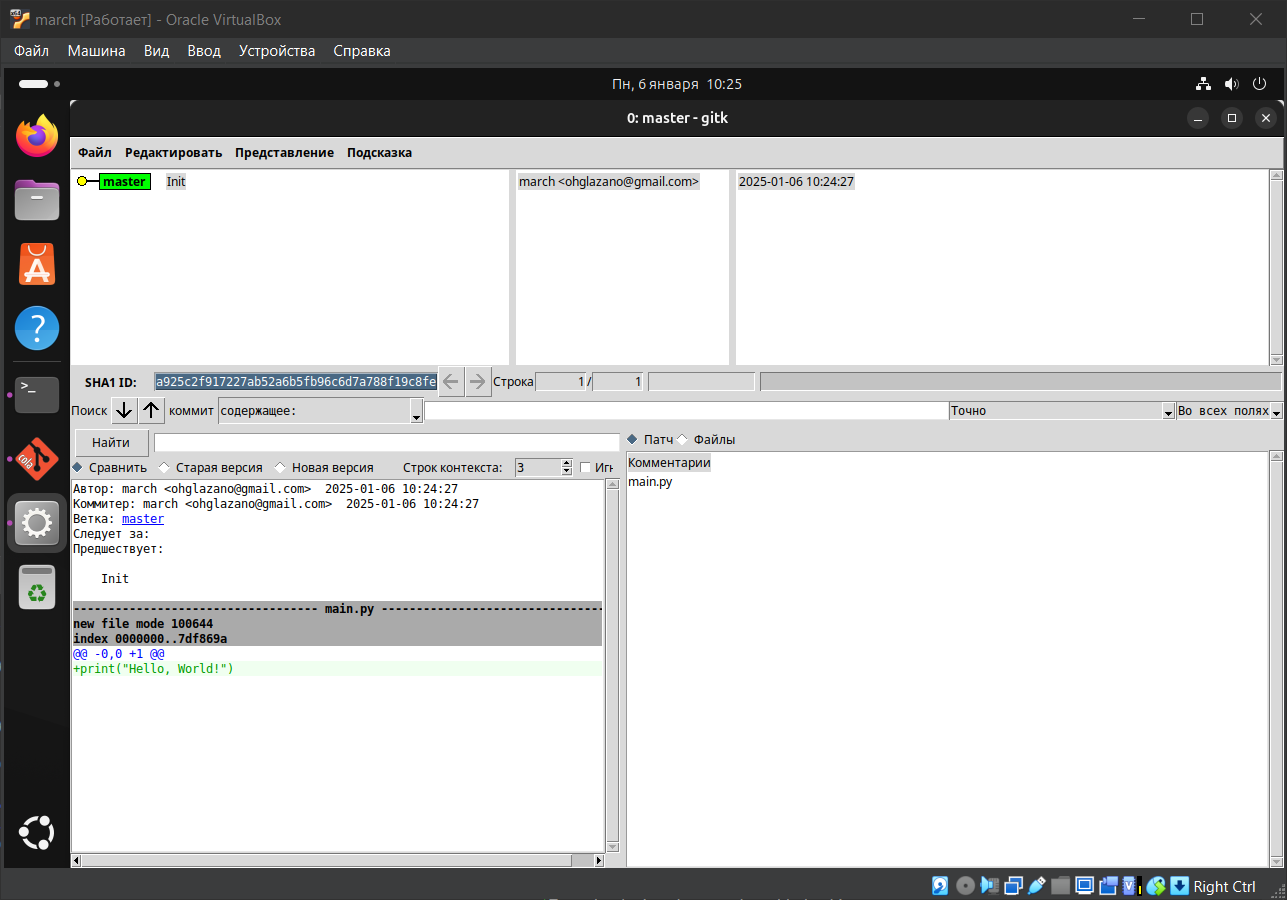 march [Работает] - Oracle VirtualBox
Файл Машина Вид Ввод Устройства Справка
Пн, 6 января 10:25
0: master - gitk
Файл Редактировать Представление Подсказка
master Init march <ohglazano@gmail.com> 2025-01-06 10:24:27
SHA1 ID: a925c2f917227ab52a6b5fb96c6d7a788f19c8fe Строка 1 / 1
Поиск коммит содержащее: Точно Во всех полях
Найти Патч Файлы
Сравнить Старая версия Новая версия Строк контекста: 3 Игн
Комментарии
main.py
Автор: march <ohglazano@gmail.com> 2025-01-06 10:24:27
Коммитер: march <ohglazano@gmail.com> 2025-01-06 10:24:27
Ветка: master
Следует за:
Предшествует:
Init
---------------------------------- main.py -------------------------------
new file mode 100644
index 0000000..7df869a
@@ -0,0 +1 @@
+print("Hello, World!")
Right Ctrl